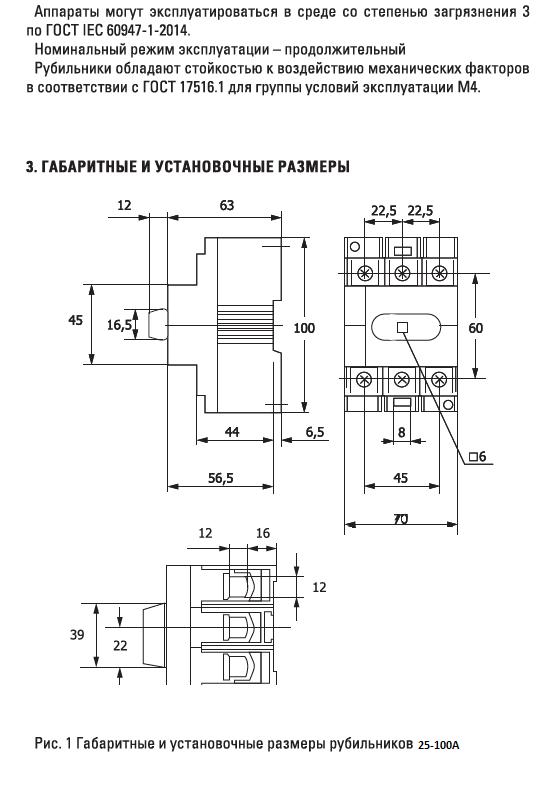 Аппараты могут эксплуатироваться в среде со степенью загрязнения 3
по ГОСТ IEC 60947-1-2014.
Номинальный режим эксплуатации – продолжительный
Рубильники обладают стойкостью к воздействию механических факторов
в соответствии с ГОСТ 17516.1 для группы условий эксплуатации М4.
3. ГАБАРИТНЫЕ И УСТАНОВОЧНЫЕ РАЗМЕРЫ
12 63
22,5 22,5
45 16,5 100 60
44 6,5 8
□6
56,5 45
70
12 16
12
39 22
Рис. 1 Габаритные и установочные размеры рубильников 25-100А